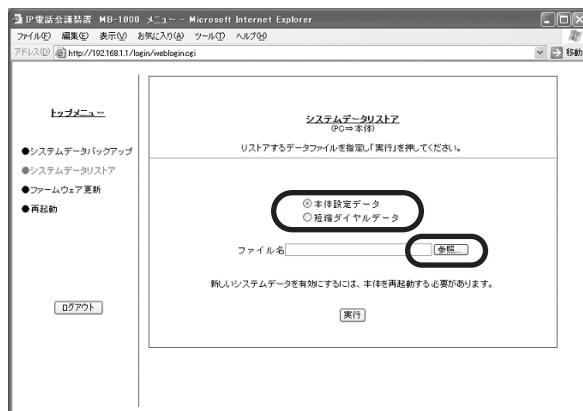 IP電話会議装置 MB-1000 メニュー - Microsoft Internet Explorer
ファイル(F) 編集(E) 表示(V) お気に入り(A) ツール(T) ヘルプ(H)
アドレス(D) http://192.168.1.1/login/weblogin.cgi 移動
トップメニュー
●システムデータバックアップ
●システムデータリストア
●ファームウェア更新
●再起動
ログアウト
システムデータリストア
(PC⇒本体)
リストアするデータファイルを指定し「実行」を押してください。
本体設定データ
短縮ダイヤルデータ
ファイル名 参照...
新しいシステムデータを有効にするには、本体を再起動する必要があります。
実行